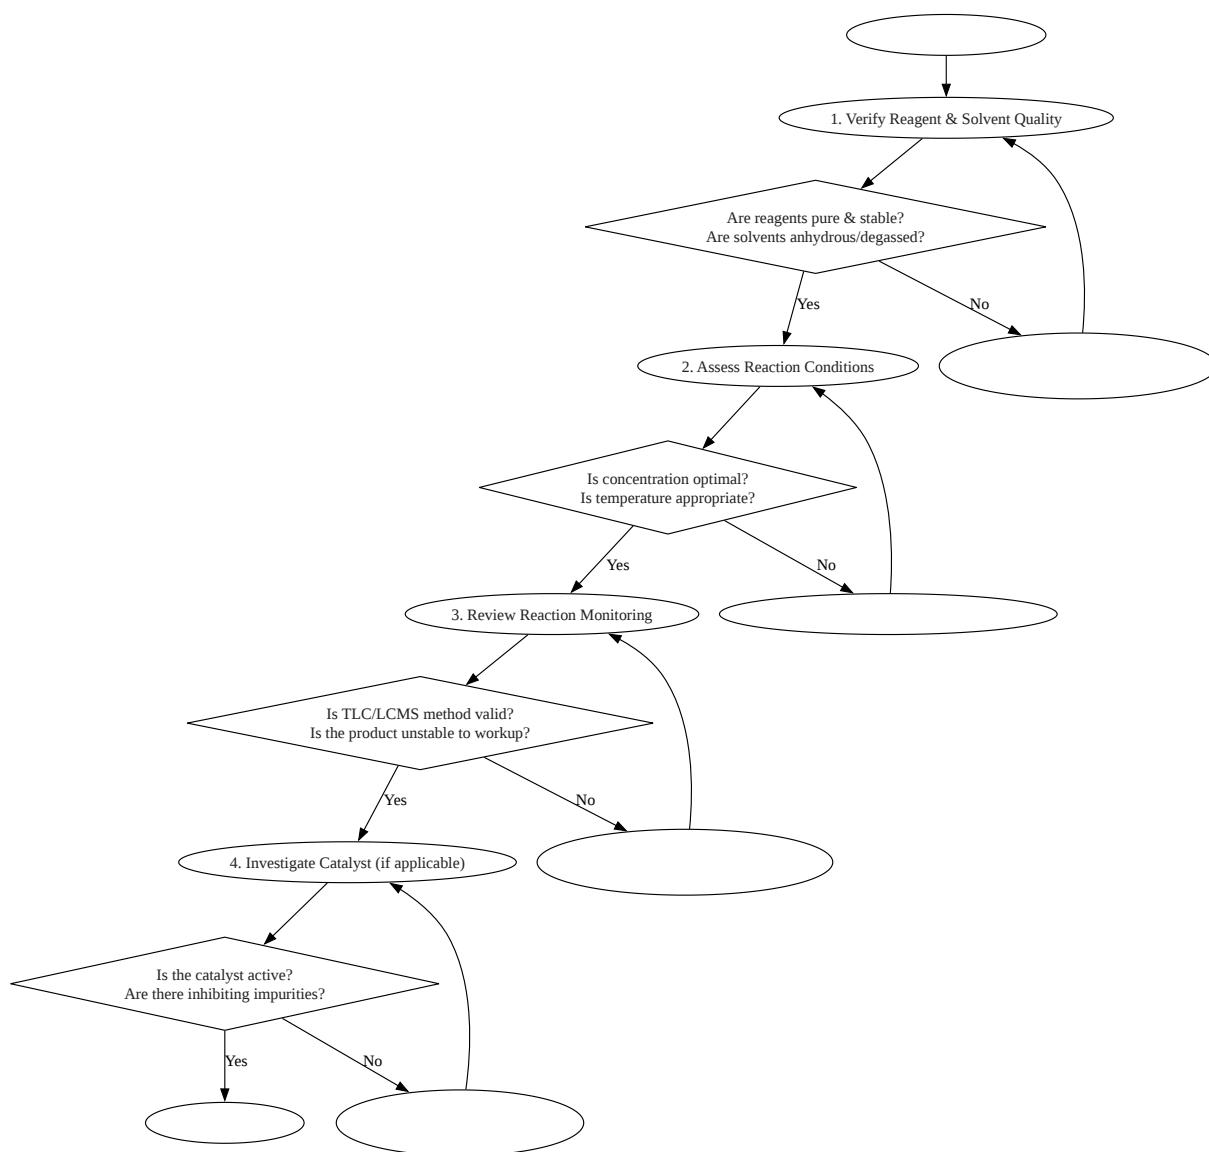 1. Verify Reagent & Solvent Quality
Are reagents pure & stable?
Are solvents anhydrous/degassed?
Yes
No
2. Assess Reaction Conditions
Is concentration optimal?
Is temperature appropriate?
Yes
No
3. Review Reaction Monitoring
Is TLC/LCMS method valid?
Is the product unstable to workup?
Yes
No
4. Investigate Catalyst (if applicable)
Is the catalyst active?
Are there inhibiting impurities?
Yes
No